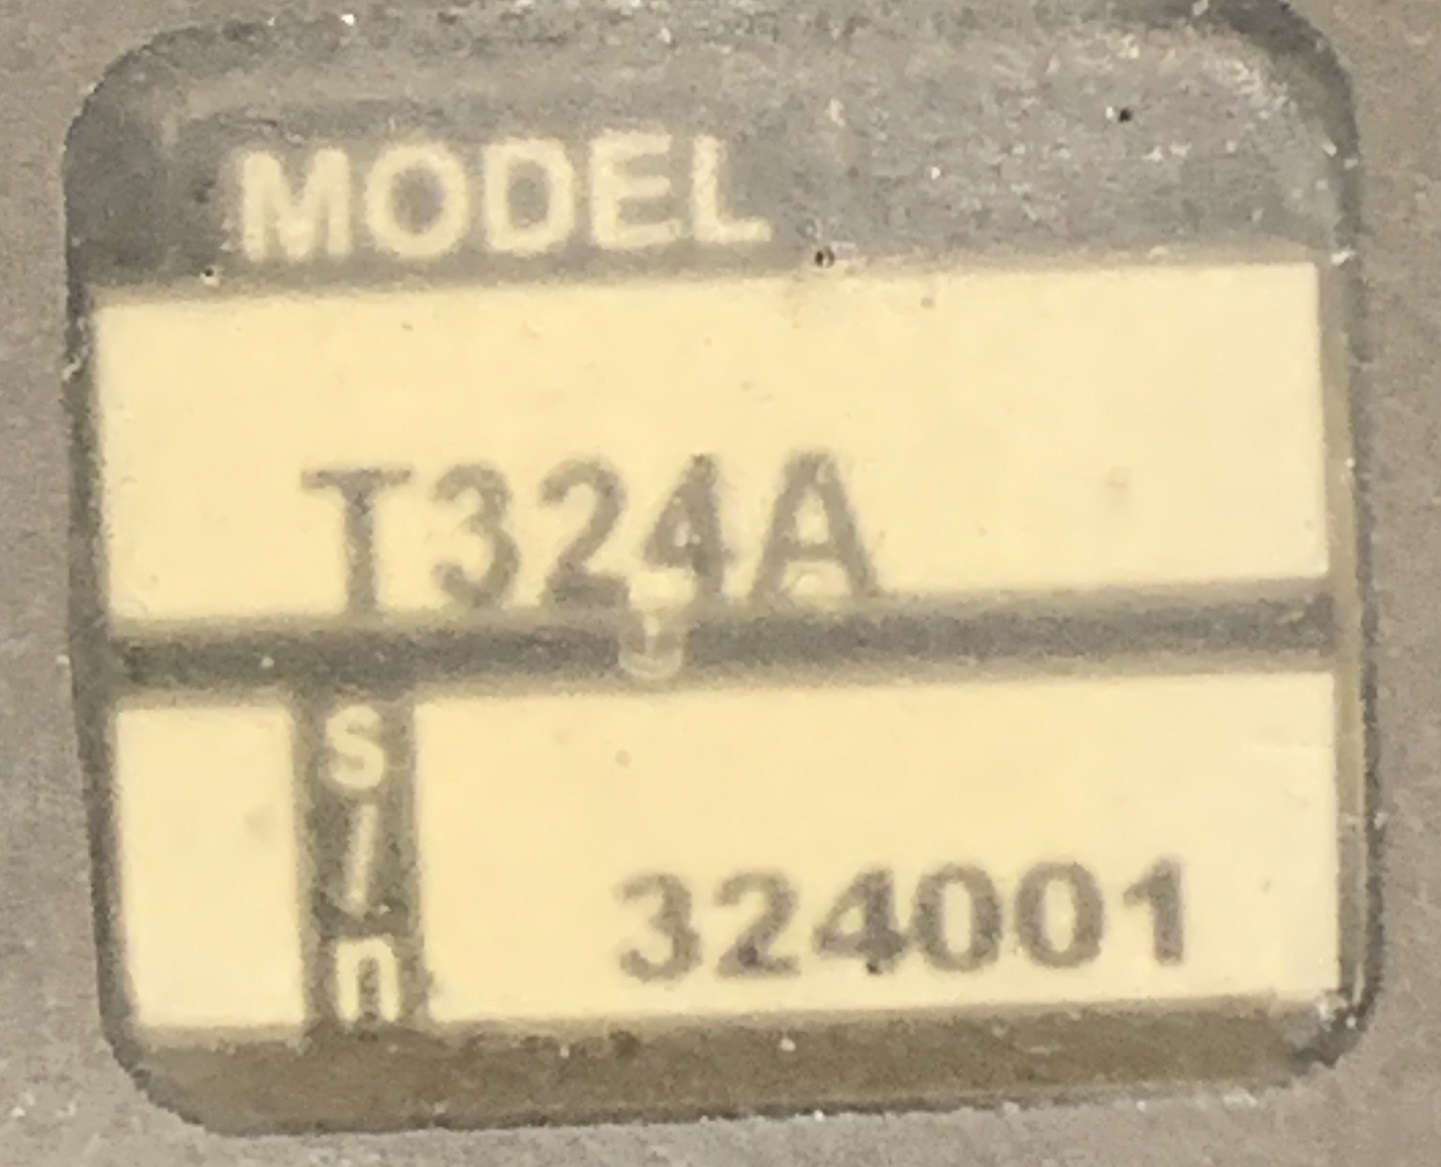 MODEL
T324A
s/n
324001